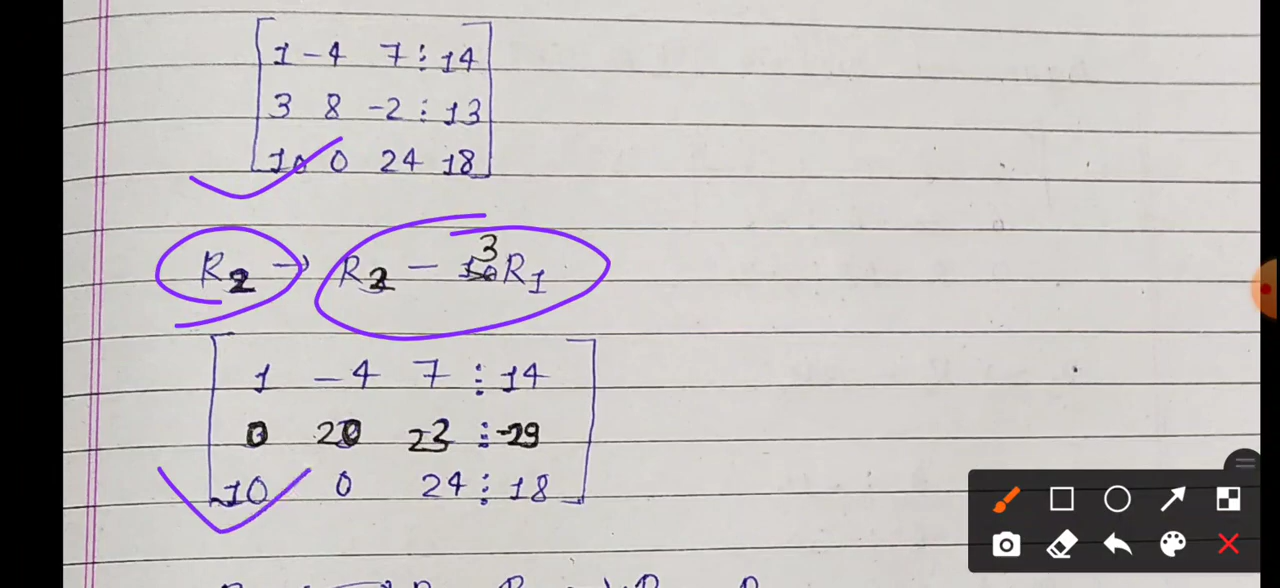 1 -4 7 : 14
3 8 -2 : 13
10 0 24 18
R2 → R2 - 3R1
1 -4 7 : 14
0 20 23 : -29
10 0 24 : 18